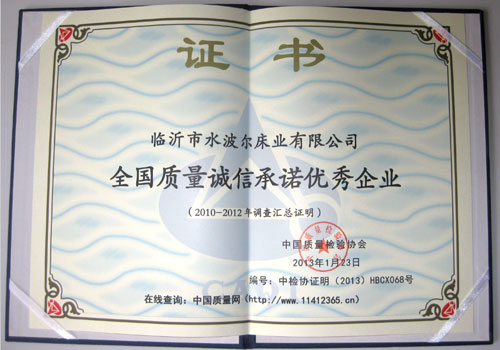 证书
临沂市水波尔床业有限公司
全国质量诚信承诺优秀企业
(2010-2012年调查汇总证明)
中国质量检验协会
2013年1月23日
编号:中检协证明(2013)HBCX068号
在线查询:中国质量网(http://www.11412365.cn)